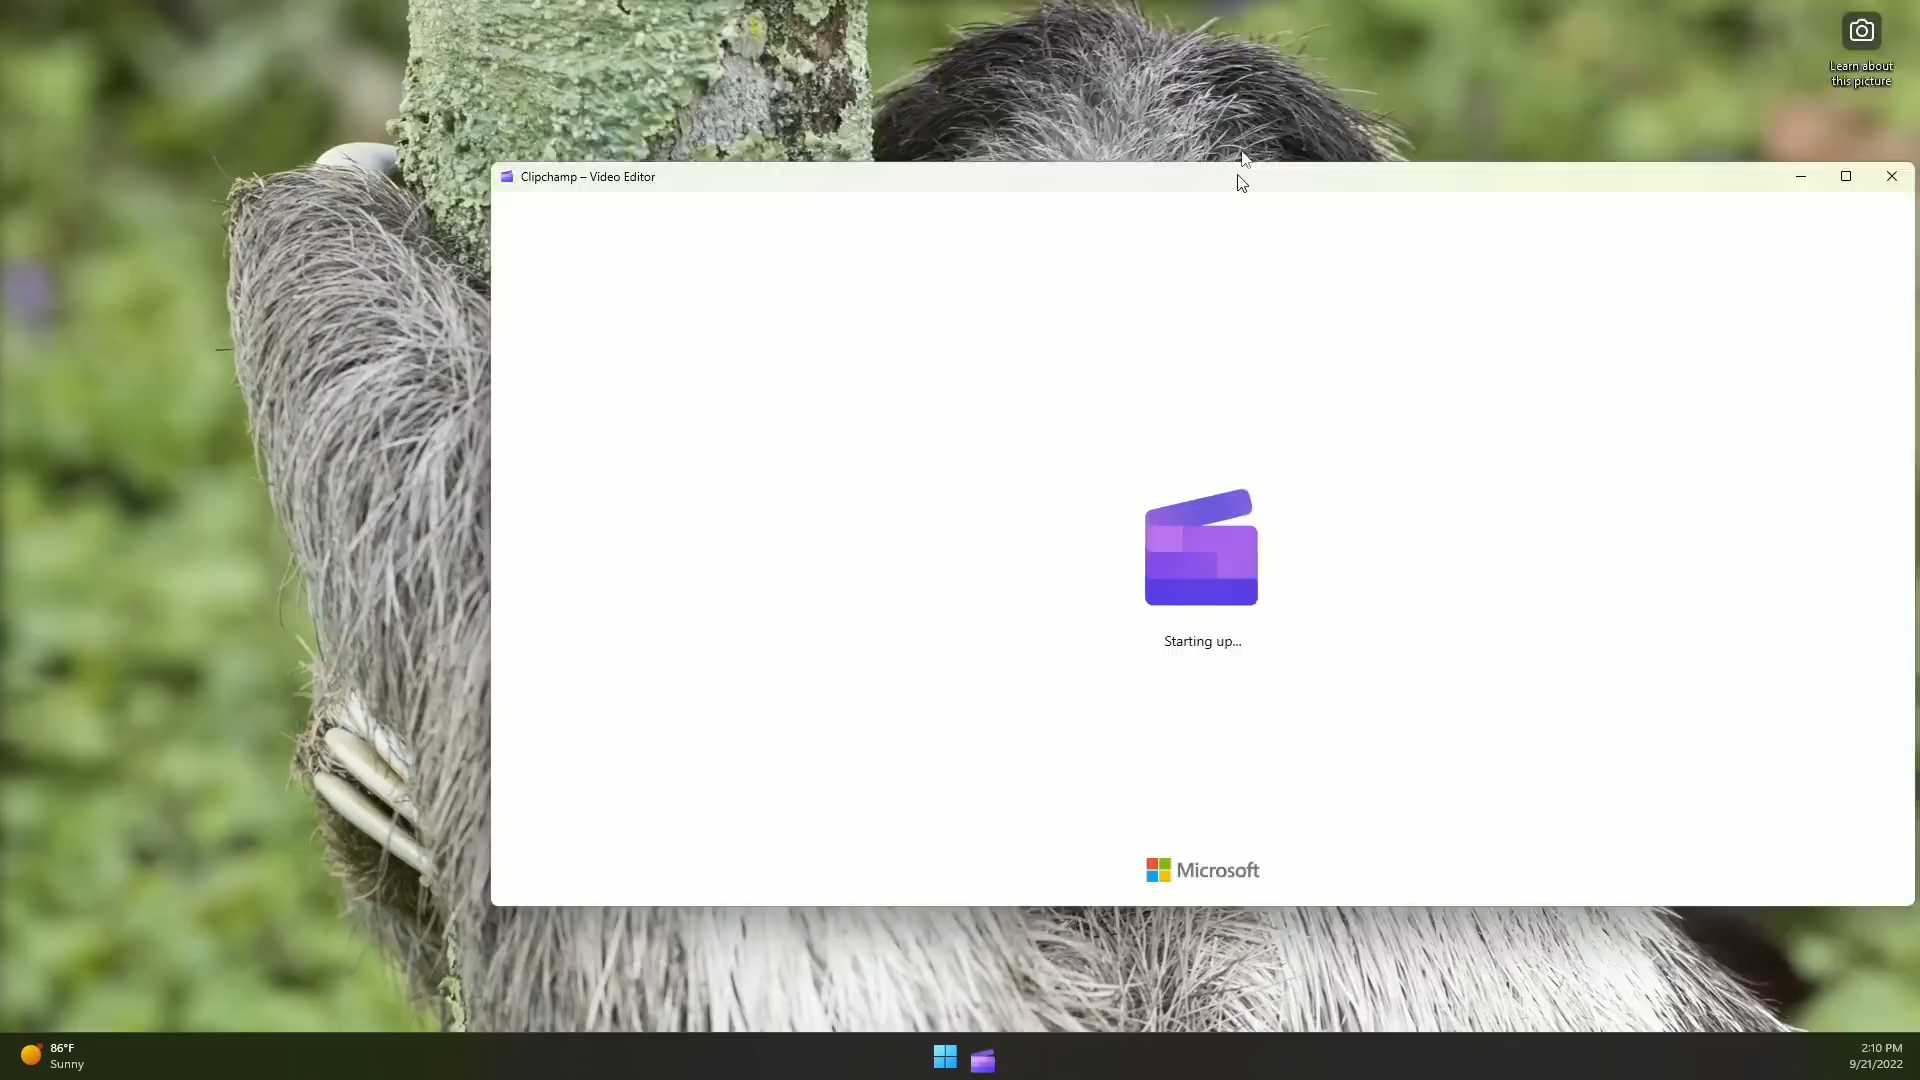 Learn about
this picture
Clipchamp – Video Editor
Starting up...
Microsoft
86°F
Sunny
2:10 PM
9/21/2022